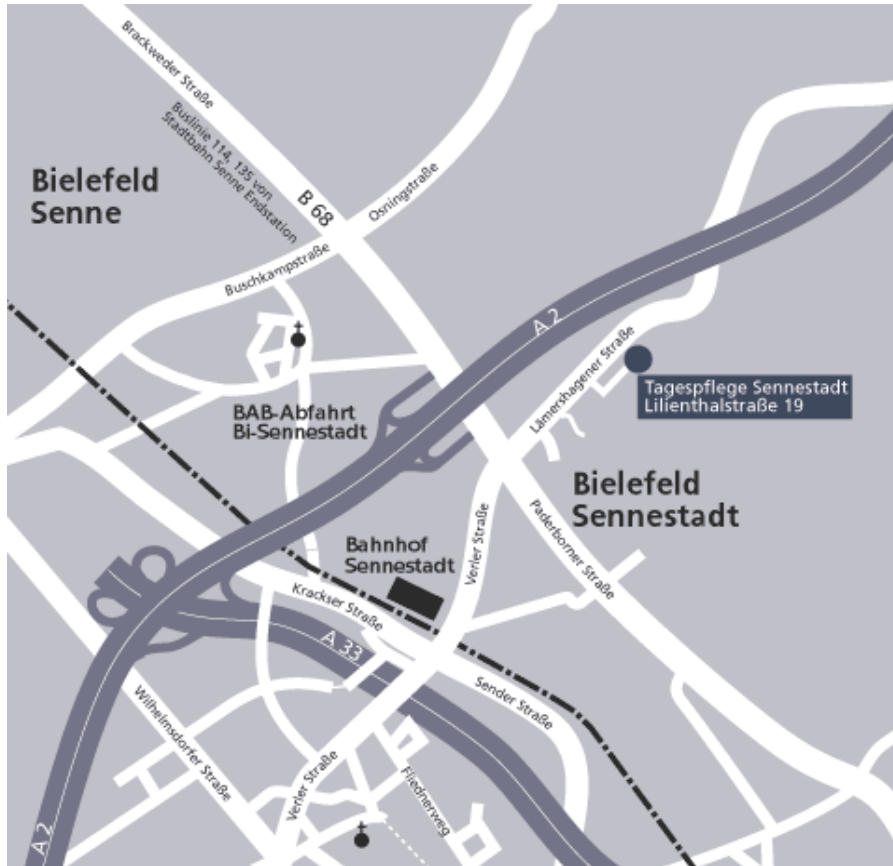 Brackweder Straße
Buslinie 114, 135 von
Stadtbahn Senne Endstation
Bielefeld
Senne
B 68
Osningstraße
Buschkampstraße
A 2
Lämershagener Straße
Tagespflege Sennestadt
Lilienthalstraße 19
BAB-Abfahrt
Bi-Sennestadt
Bielefeld
Sennestadt
Verler Straße
Paderborner Straße
Bahnhof
Sennestadt
Krackser Straße
A 33
Sender Straße
Wilhelmsdorfer Straße
Verler Straße
Fliednerweg
A 2